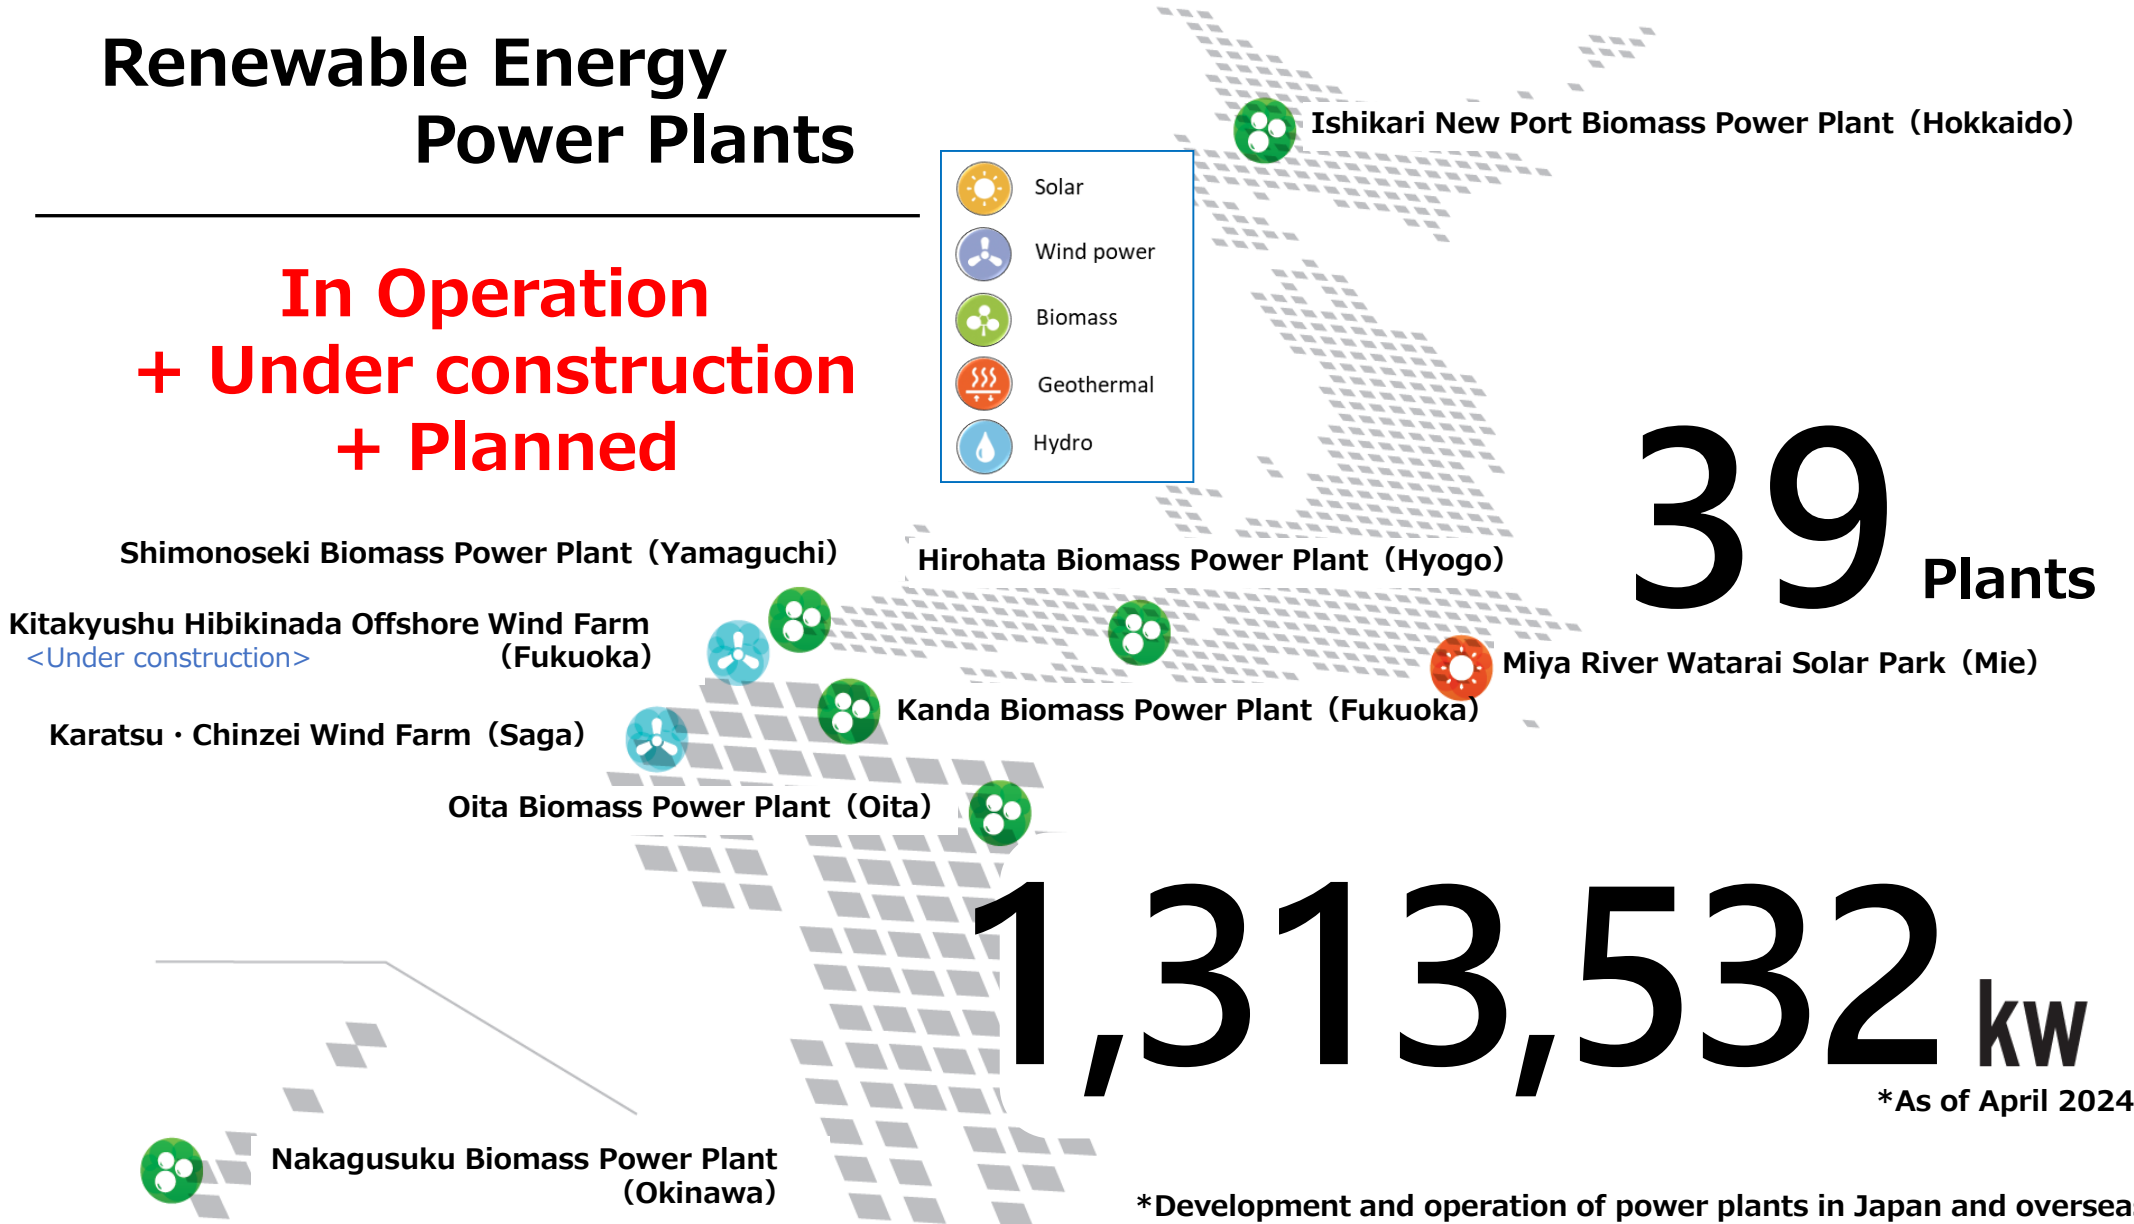 Renewable Energy
Power Plants
In Operation
+ Under construction
+ Planned
Solar
Wind power
Biomass
Geothermal
Hydro
Ishikari New Port Biomass Power Plant（Hokkaido）
39 Plants
Shimonoseki Biomass Power Plant（Yamaguchi）
Hirohata Biomass Power Plant（Hyogo）
Kitakyushu Hibikinada Offshore Wind Farm
<Under construction> （Fukuoka）
Miya River Watarai Solar Park（Mie）
Kanda Biomass Power Plant（Fukuoka）
Karatsu・Chinzei Wind Farm（Saga）
Oita Biomass Power Plant（Oita）
1,313,532 kw
*As of April 2024
Nakagusuku Biomass Power Plant
（Okinawa）
*Development and operation of power plants in Japan and overseas